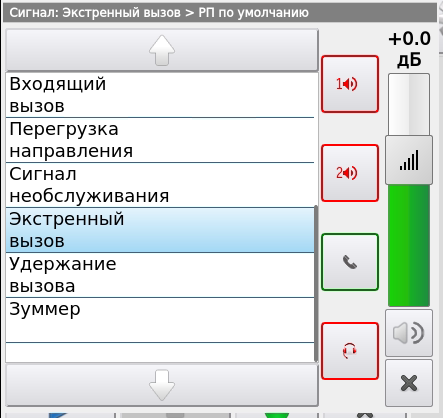 Сигнал: Экстренный вызов > РП по умолчанию
+0.0
дБ
Входящий
вызов
Перегрузка
направления
Сигнал
необслуживания
Экстренный
вызов
Удержание
вызова
Зуммер
1
2